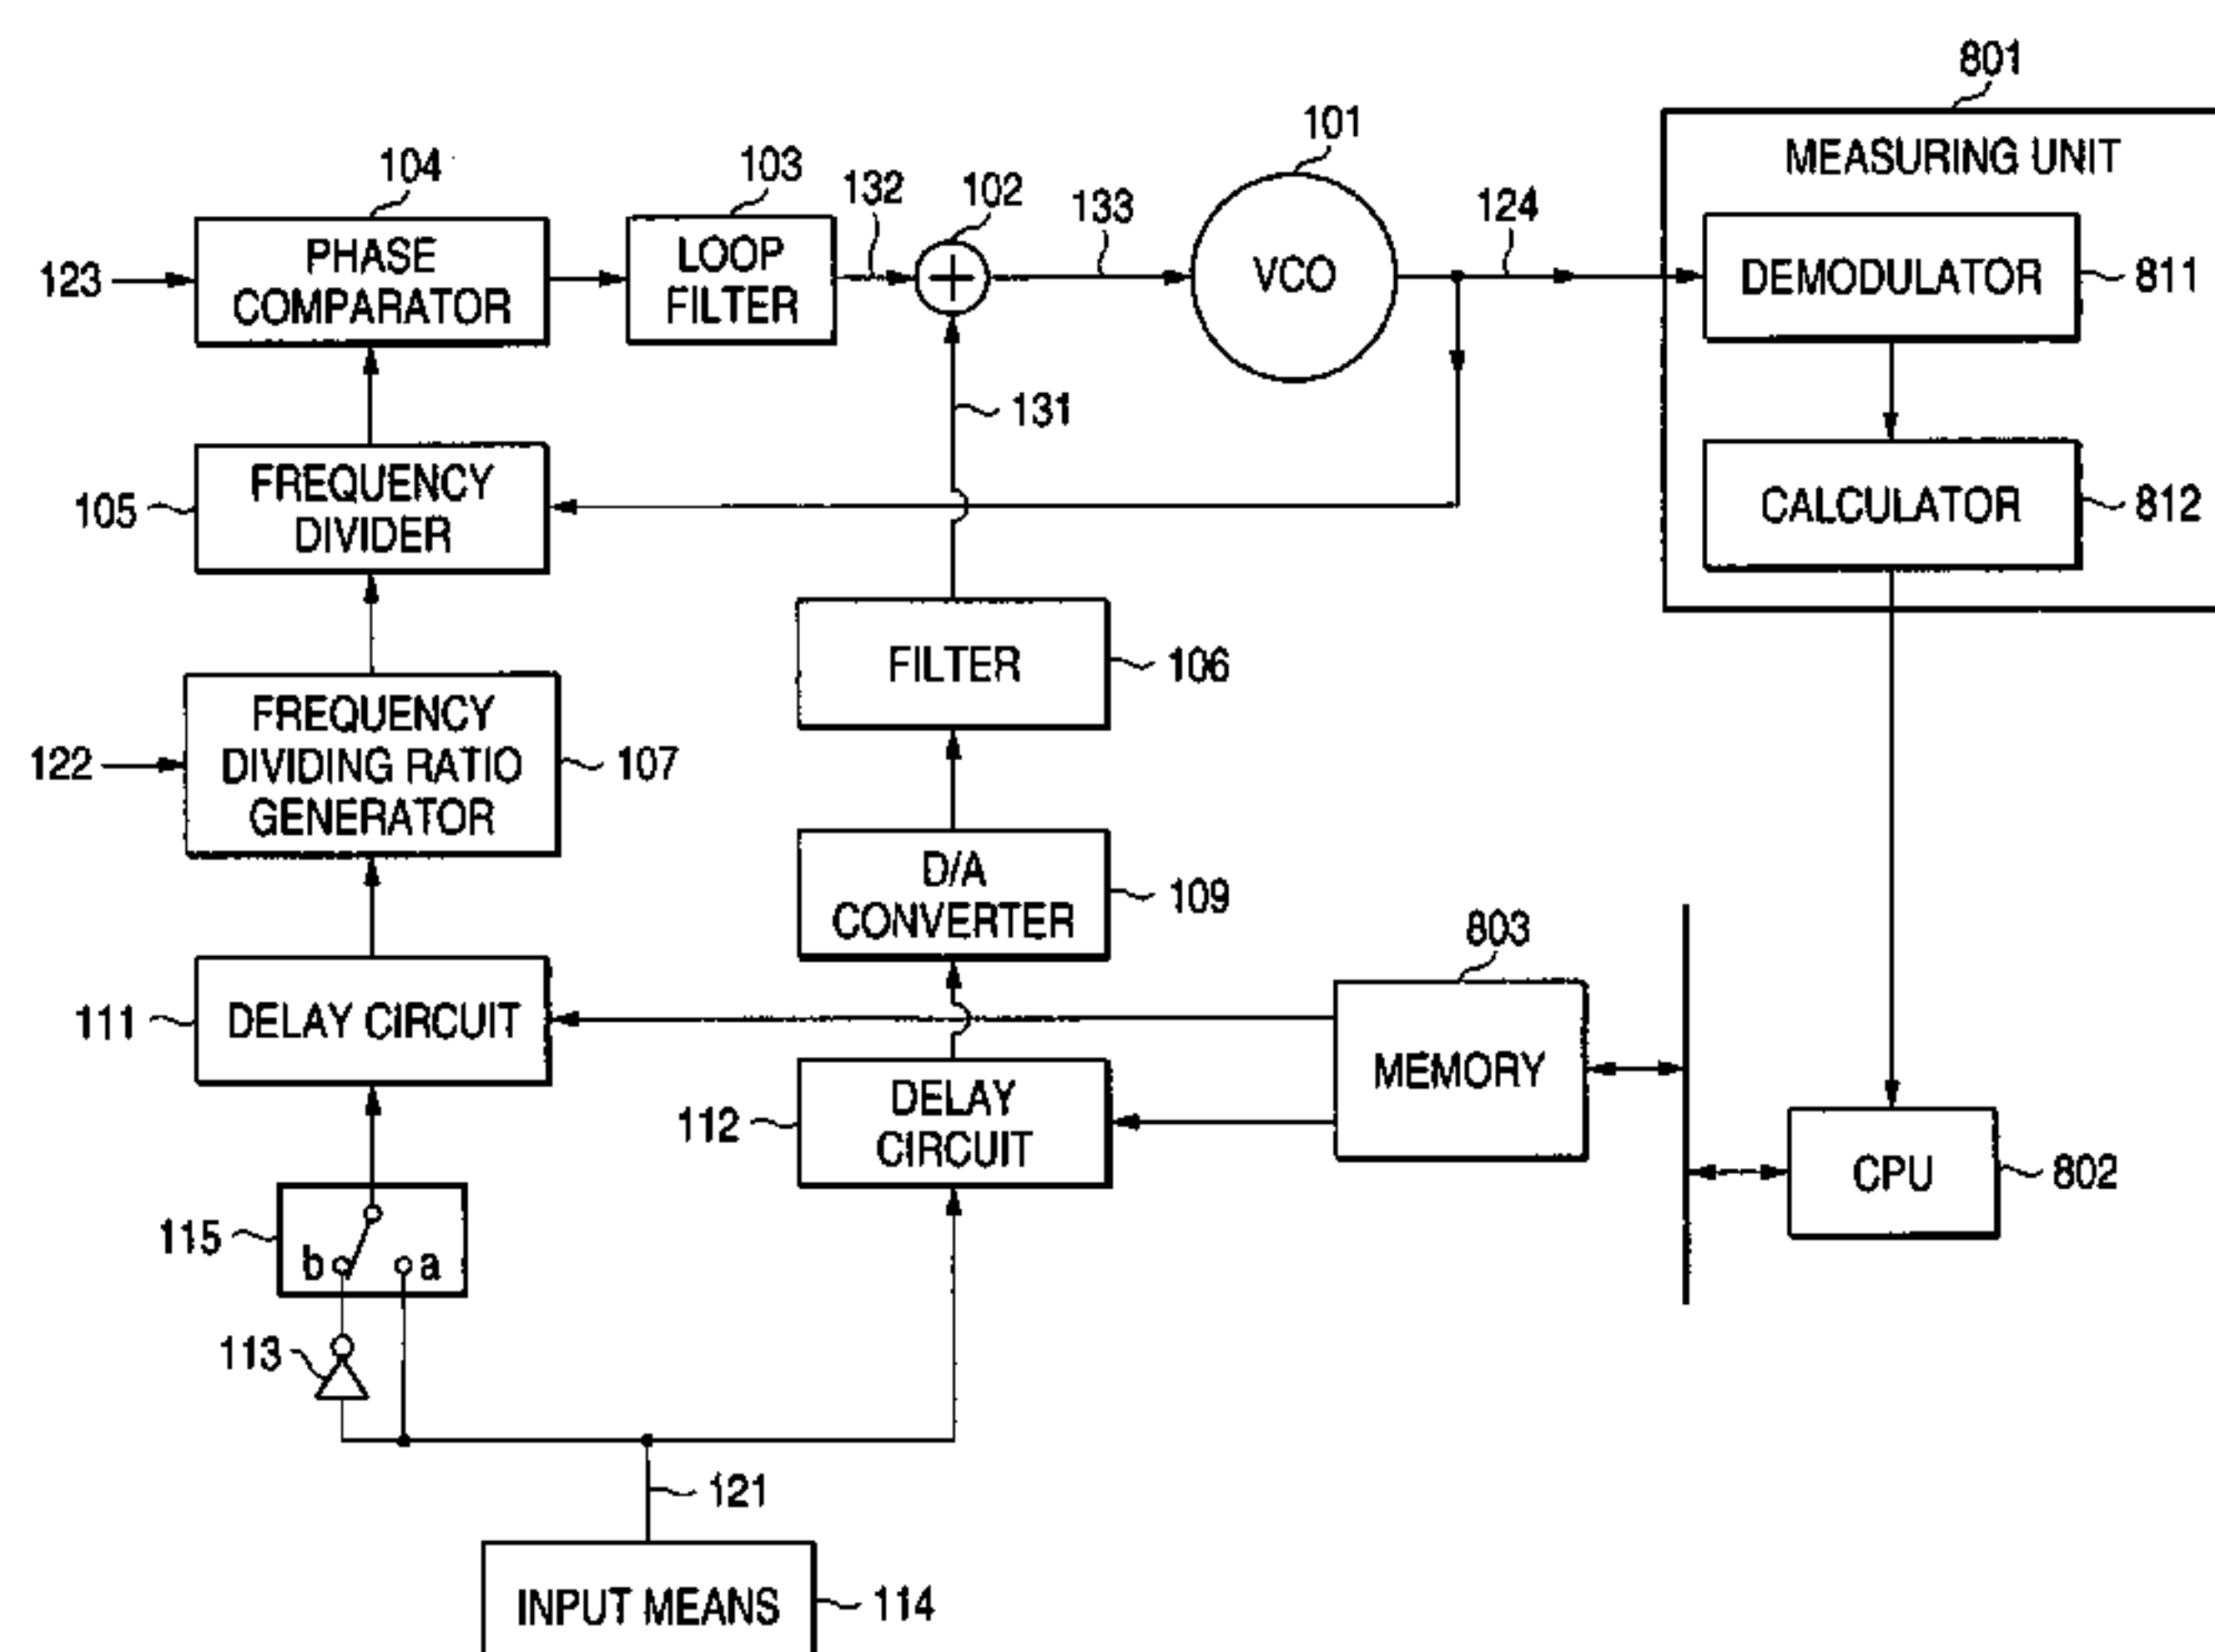 801
MEASURING UNIT
101
104
103
132
102
133
124
123
PHASE
COMPARATOR
LOOP
FILTER
VCO
DEMODULATOR
811
131
105
FREQUENCY
DIVIDER
CALCULATOR
812
FILTER
106
122
FREQUENCY
DIVIDING RATIO
GENERATOR
107
D/A
CONVERTER
109
803
111
DELAY CIRCUIT
MEMORY
112
DELAY
CIRCUIT
CPU
802
115
b
a
113
121
INPUT MEANS
114